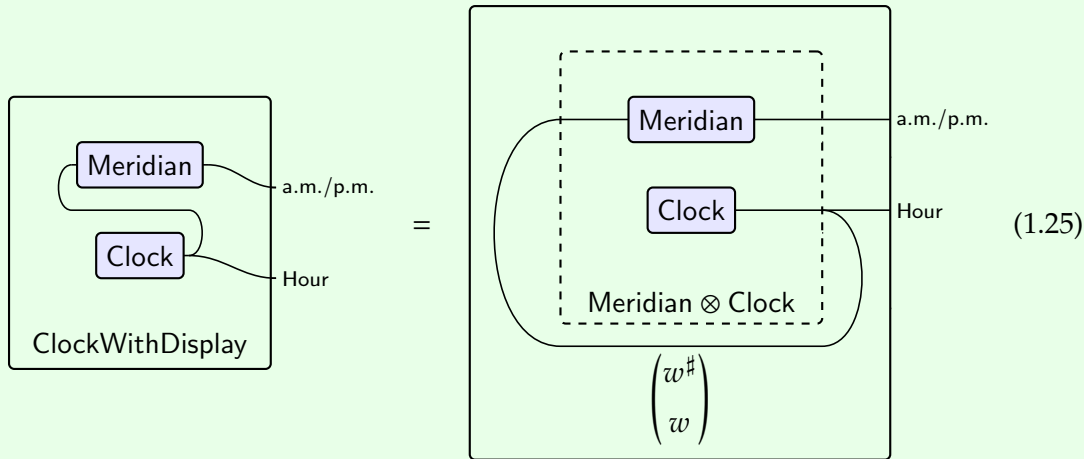 Meridian
a.m./p.m.
Clock
Hour
ClockWithDisplay
=
Meridian
a.m./p.m.
Clock
Hour
Meridian ⊗ Clock
(w♯
w)
(1.25)